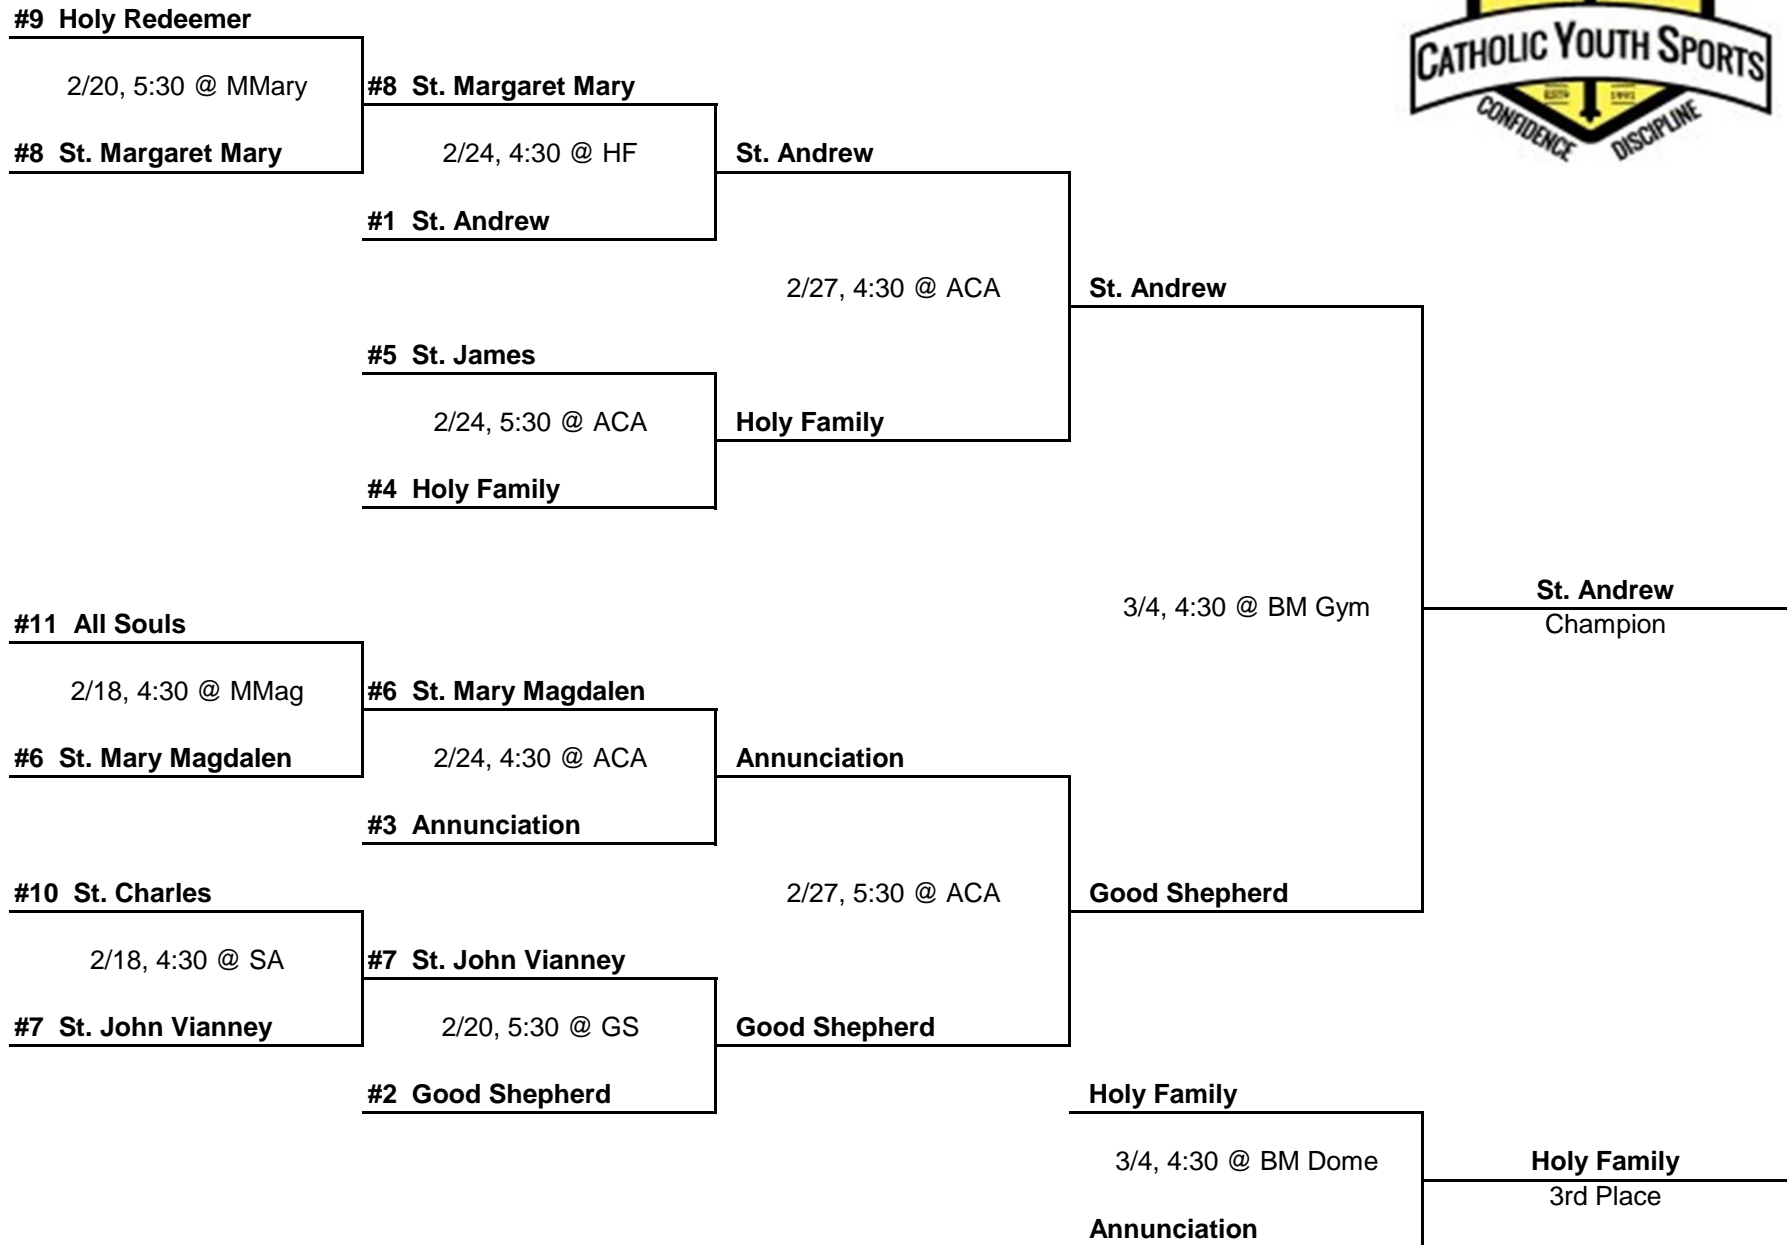 #9 Holy Redeemer
2/20, 5:30 @ MMary
#8 St. Margaret Mary
#8 St. Margaret Mary
2/24, 4:30 @ HF
#1 St. Andrew
St. Andrew
2/27, 4:30 @ ACA
#5 St. James
2/24, 5:30 @ ACA
#4 Holy Family
Holy Family
St. Andrew
3/4, 4:30 @ BM Gym
St. Andrew
Champion
#11 All Souls
2/18, 4:30 @ MMag
#6 St. Mary Magdalen
#6 St. Mary Magdalen
2/24, 4:30 @ ACA
#3 Annunciation
Annunciation
2/27, 5:30 @ ACA
Good Shepherd
#10 St. Charles
2/18, 4:30 @ SA
#7 St. John Vianney
#7 St. John Vianney
2/20, 5:30 @ GS
#2 Good Shepherd
Good Shepherd
Holy Family
3/4, 4:30 @ BM Dome
Annunciation
Holy Family
3rd Place
CATHOLIC YOUTH SPORTS
CONFIDENCE
DISCIPLINE